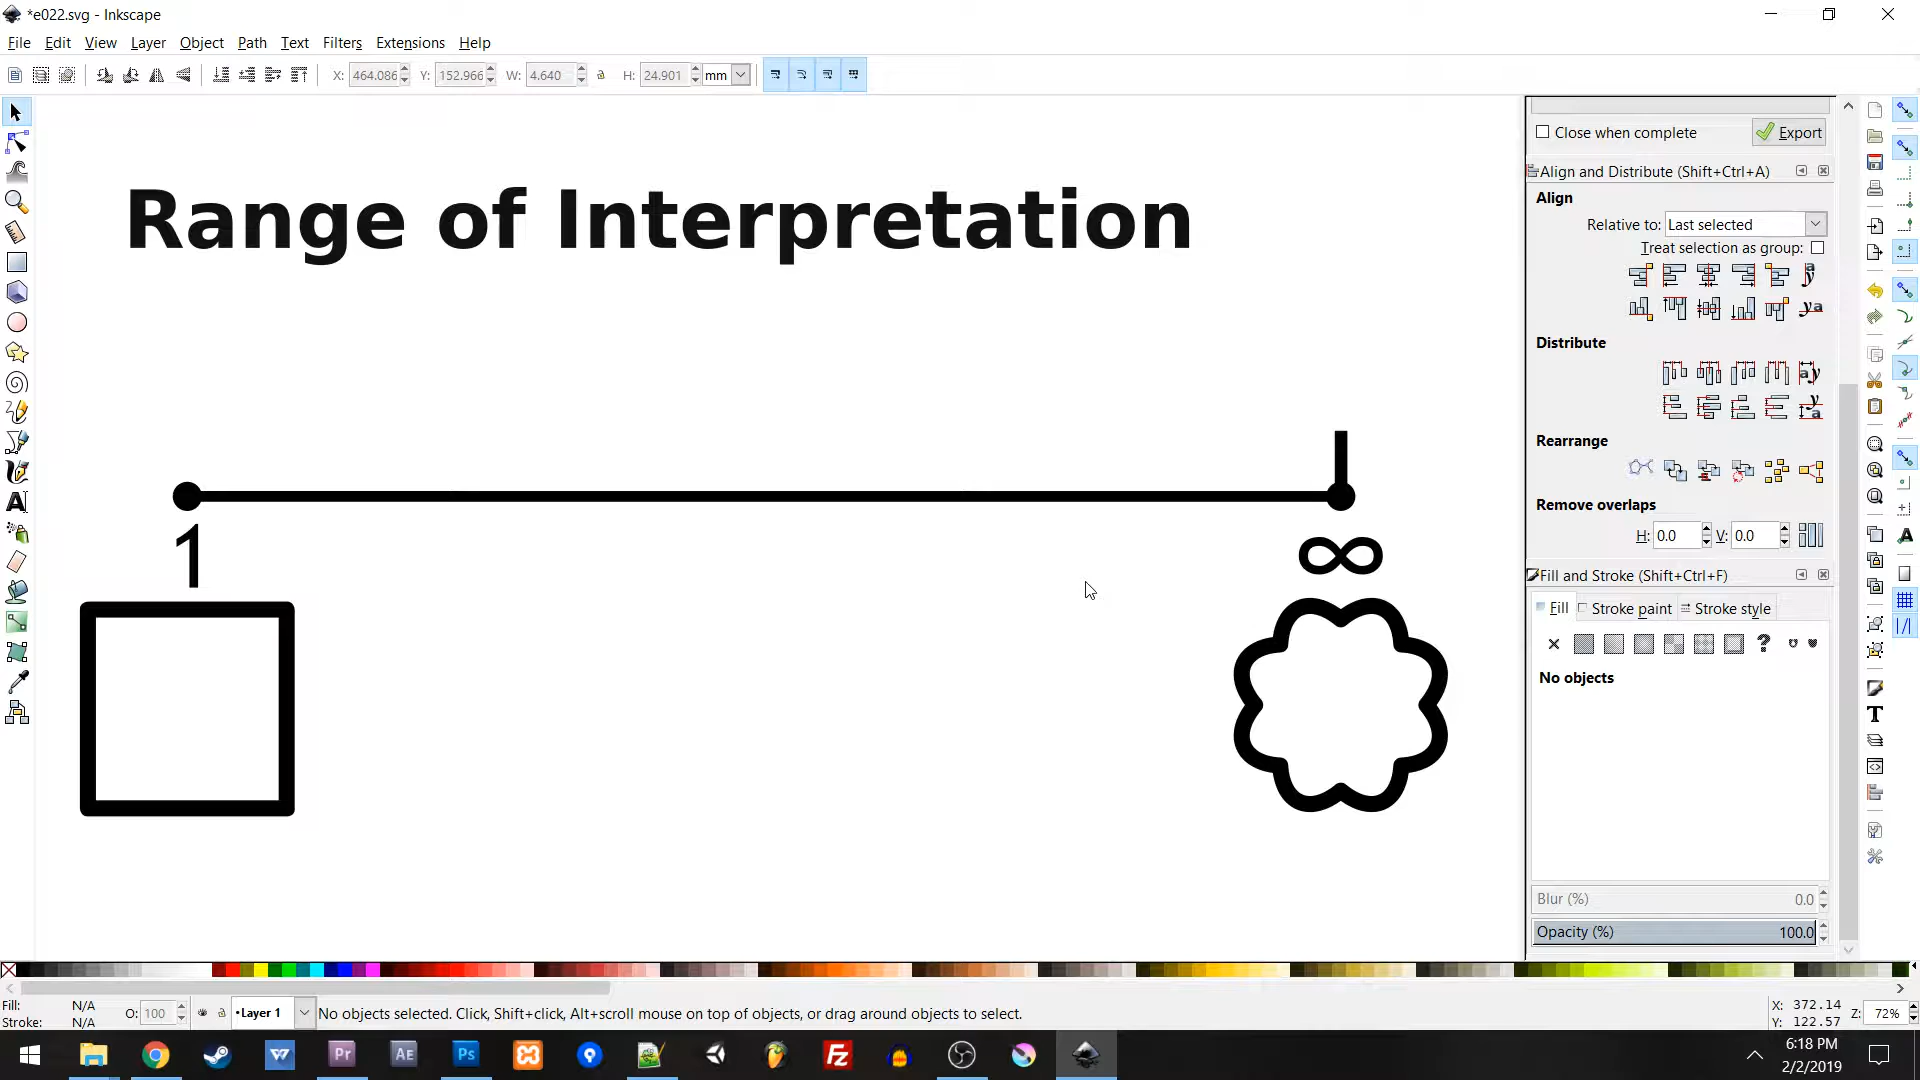 *e022.svg - Inkscape
File Edit View Layer Object Path Text Filters Extensions Help
X: 464.086 Y: 152.966 W: 4.640 H: 24.901 mm
Close when complete Export
Align and Distribute (Shift+Ctrl+A)
Align
Relative to: Last selected
Treat selection as group:
Distribute
Rearrange
Remove overlaps
H: 0.0 V: 0.0
Fill and Stroke (Shift+Ctrl+F)
Fill Stroke paint Stroke style
No objects
Blur (%) 0.0
Opacity (%) 100.0
Range of Interpretation
1
∞
Fill: N/A
Stroke: N/A
O: 100
•Layer 1
No objects selected. Click, Shift+click, Alt+scroll mouse on top of objects, or drag around objects to select.
X: 372.14
Y: 122.57
Z: 72%
Pr AE Ps Fz
6:18 PM
2/2/2019